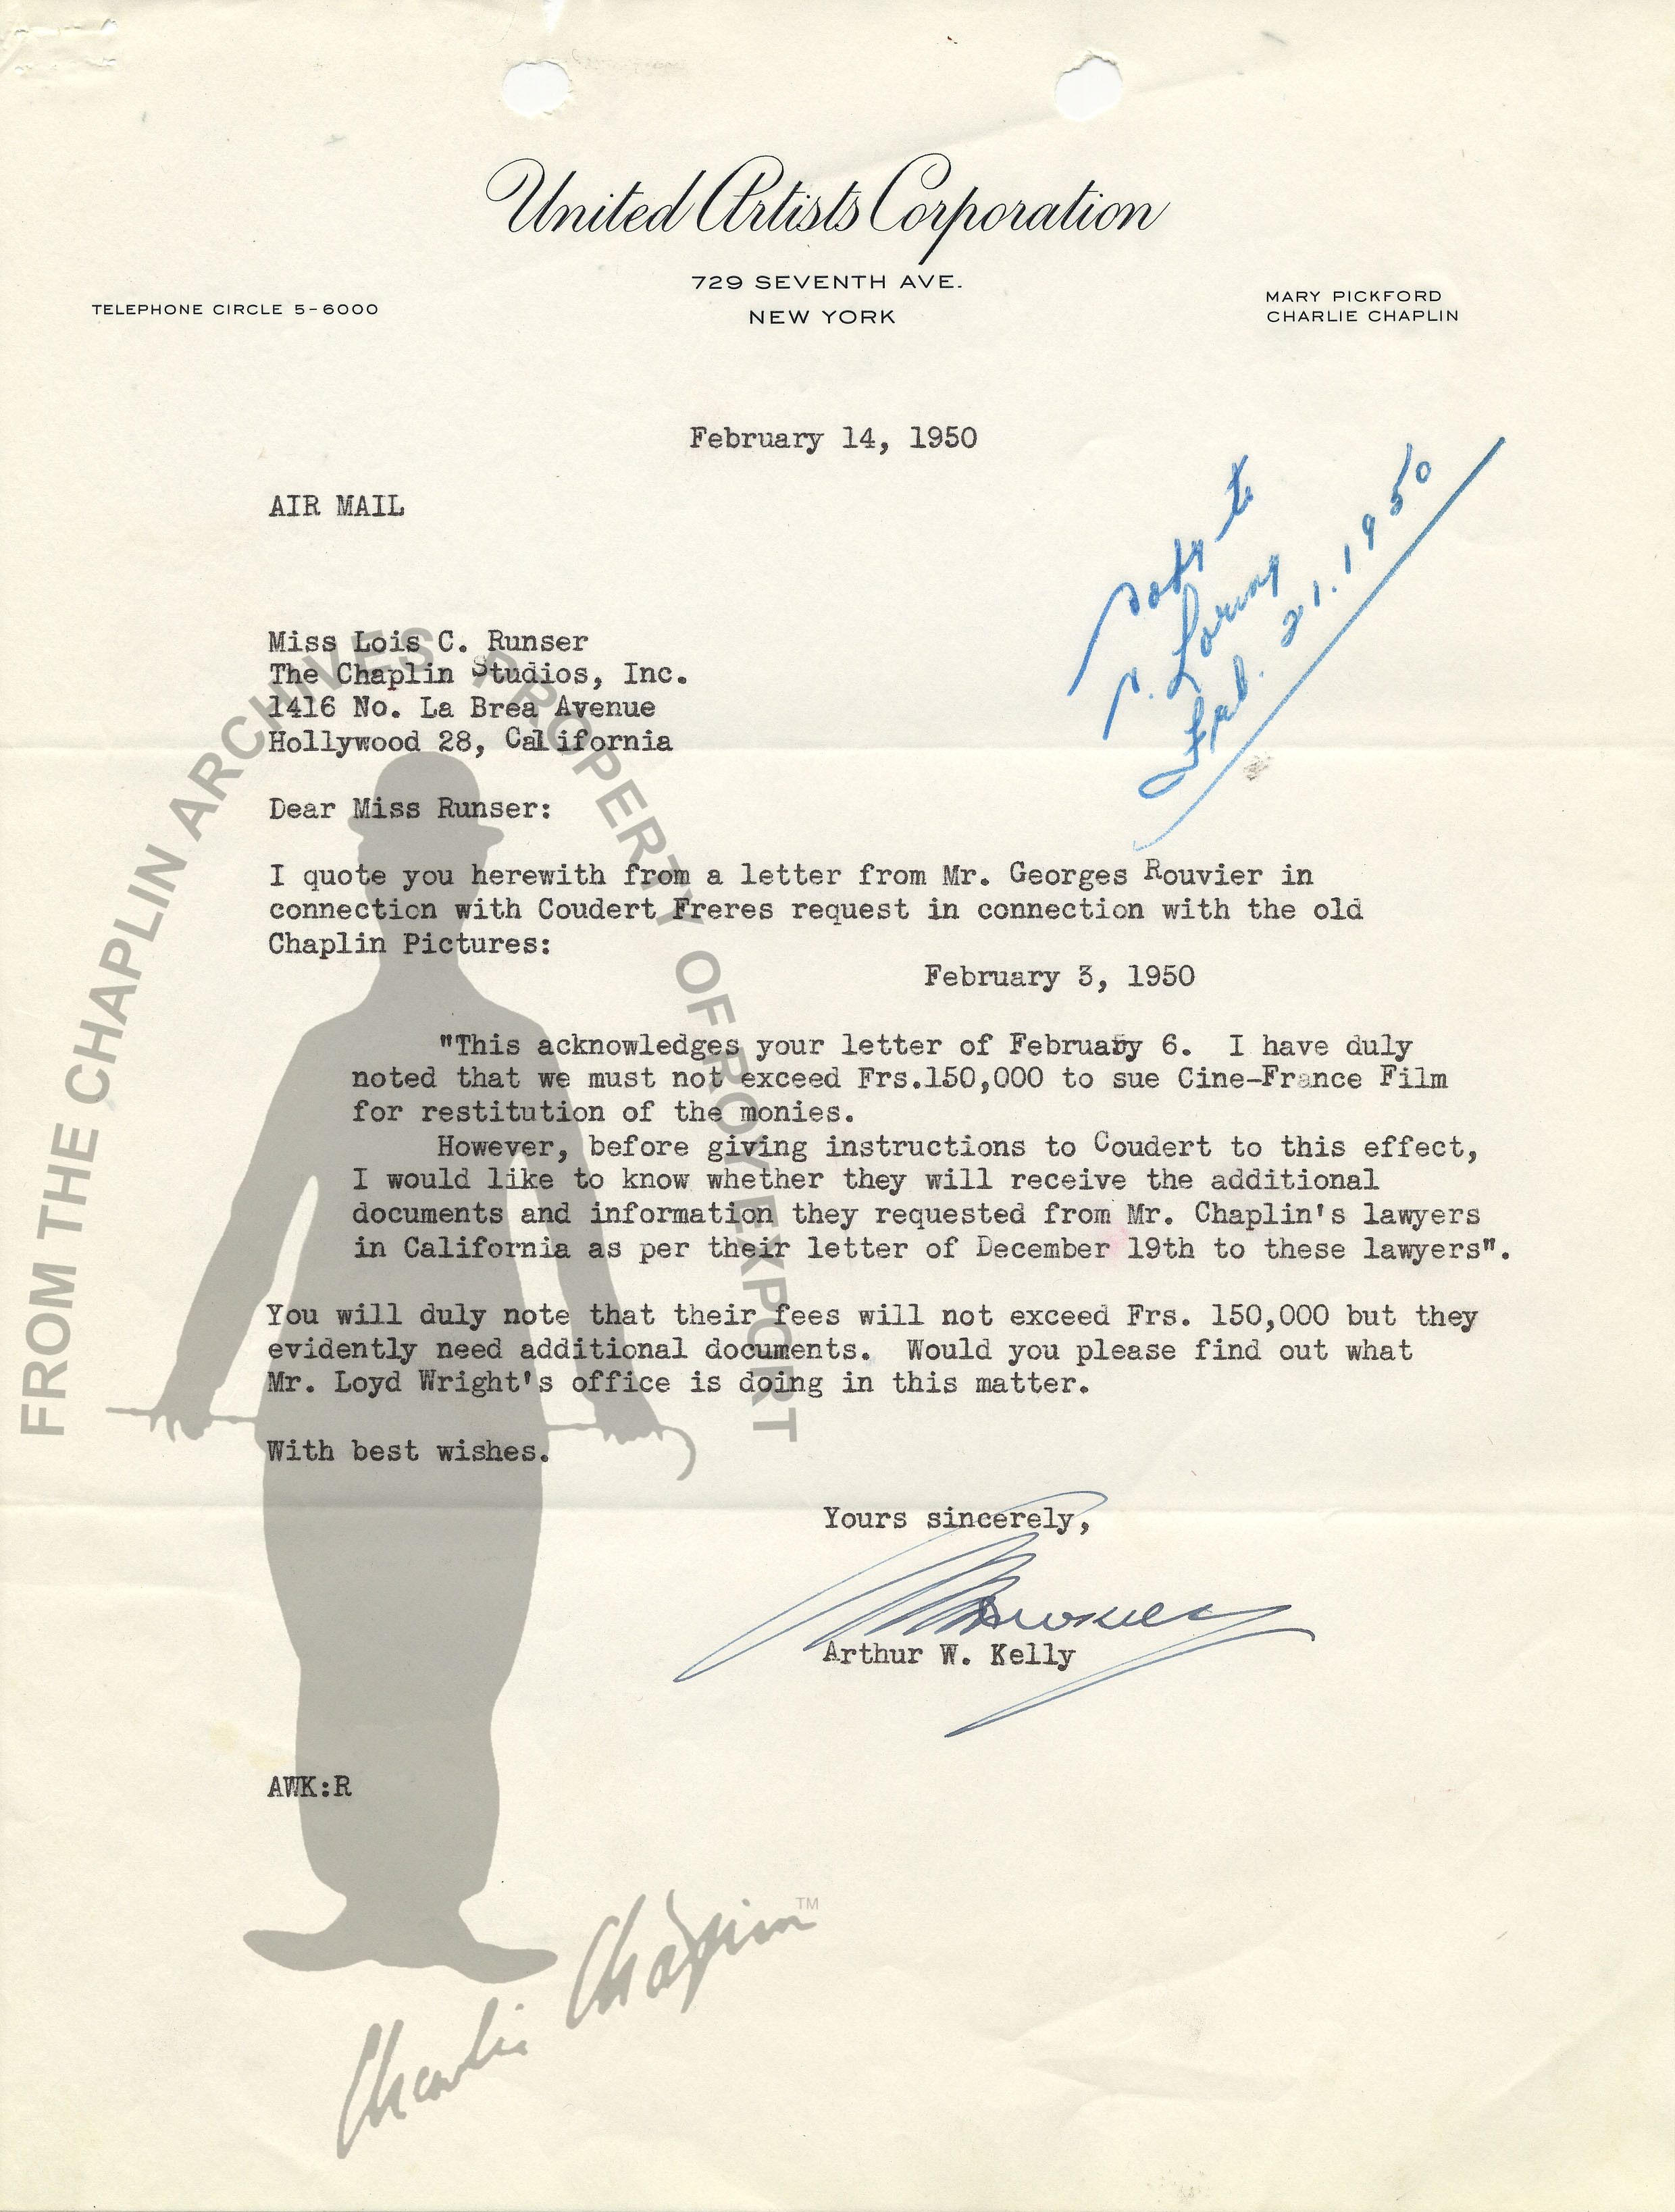 United Artists Corporation
729 SEVENTH AVE.
NEW YORK
TELEPHONE CIRCLE 5-6000
MARY PICKFORD
CHARLIE CHAPLIN
February 14, 1950
AIR MAIL
to
Loring
Feb. 21. 1950
Miss Lois C. Runser
The Chaplin Studios, Inc.
1416 No. La Brea Avenue
Hollywood 28, California
Dear Miss Runser:
I quote you herewith from a letter from Mr. Georges Rouvier in
connection with Coudert Freres request in connection with the old
Chaplin Pictures:
February 3, 1950
"This acknowledges your letter of February 6. I have duly
noted that we must not exceed Frs.150,000 to sue Cine-France Film
for restitution of the monies.
However, before giving instructions to Coudert to this effect,
I would like to know whether they will receive the additional
documents and information they requested from Mr. Chaplin's lawyers
in California as per their letter of December 19th to these lawyers".
You will duly note that their fees will not exceed Frs. 150,000 but they
evidently need additional documents. Would you please find out what
Mr. Loyd Wright's office is doing in this matter.
With best wishes.
Yours sincerely,
AWKelly
Arthur W. Kelly
AWK:R
FROM THE CHAPLIN ARCHIVES PROPERTY OF ROY EXPORT
Charlie Chaplin TM